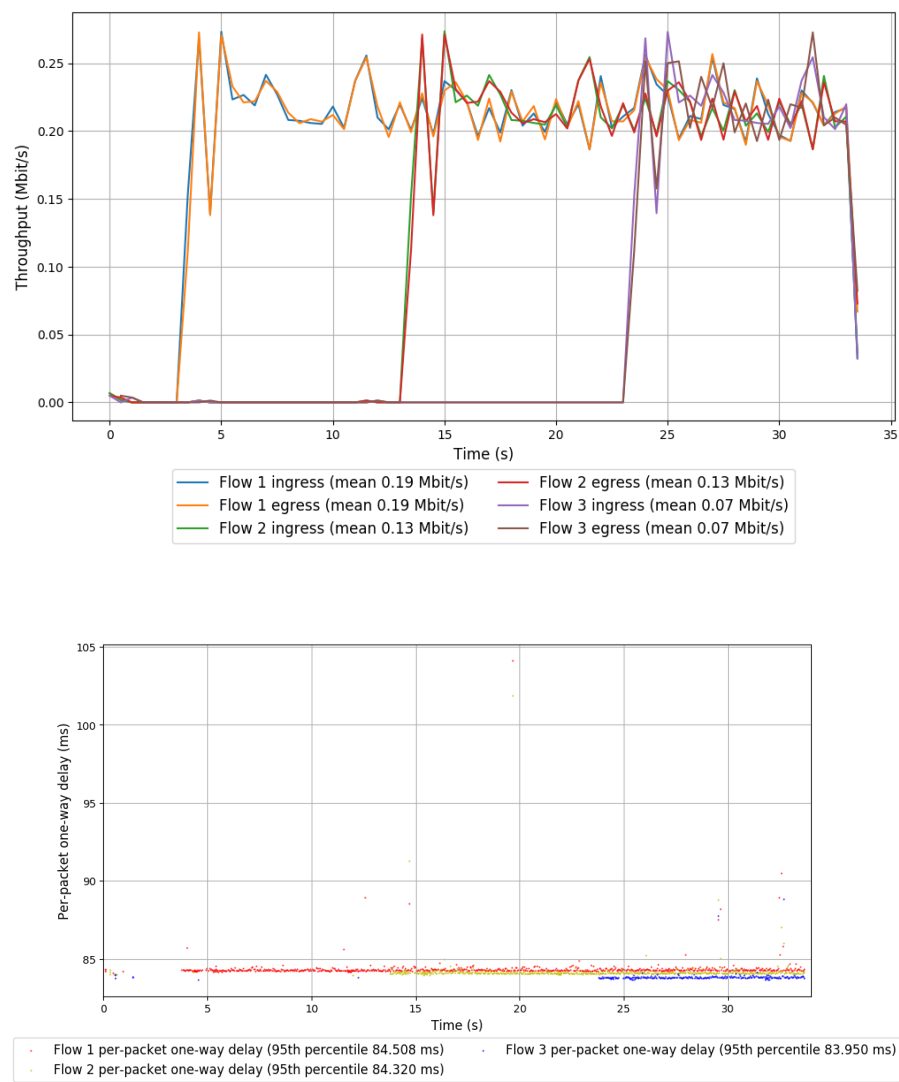 0.25
0.20
0.15
0.10
0.05
0.00
Throughput (Mbit/s)
0 5 10 15 20 25 30 35
Time (s)
Flow 1 ingress (mean 0.19 Mbit/s) Flow 2 egress (mean 0.13 Mbit/s)
Flow 1 egress (mean 0.19 Mbit/s) Flow 3 ingress (mean 0.07 Mbit/s)
Flow 2 ingress (mean 0.13 Mbit/s) Flow 3 egress (mean 0.07 Mbit/s)
105
100
95
90
85
Per-packet one-way delay (ms)
0 5 10 15 20 25 30
Time (s)
Flow 1 per-packet one-way delay (95th percentile 84.508 ms) Flow 3 per-packet one-way delay (95th percentile 83.950 ms)
Flow 2 per-packet one-way delay (95th percentile 84.320 ms)